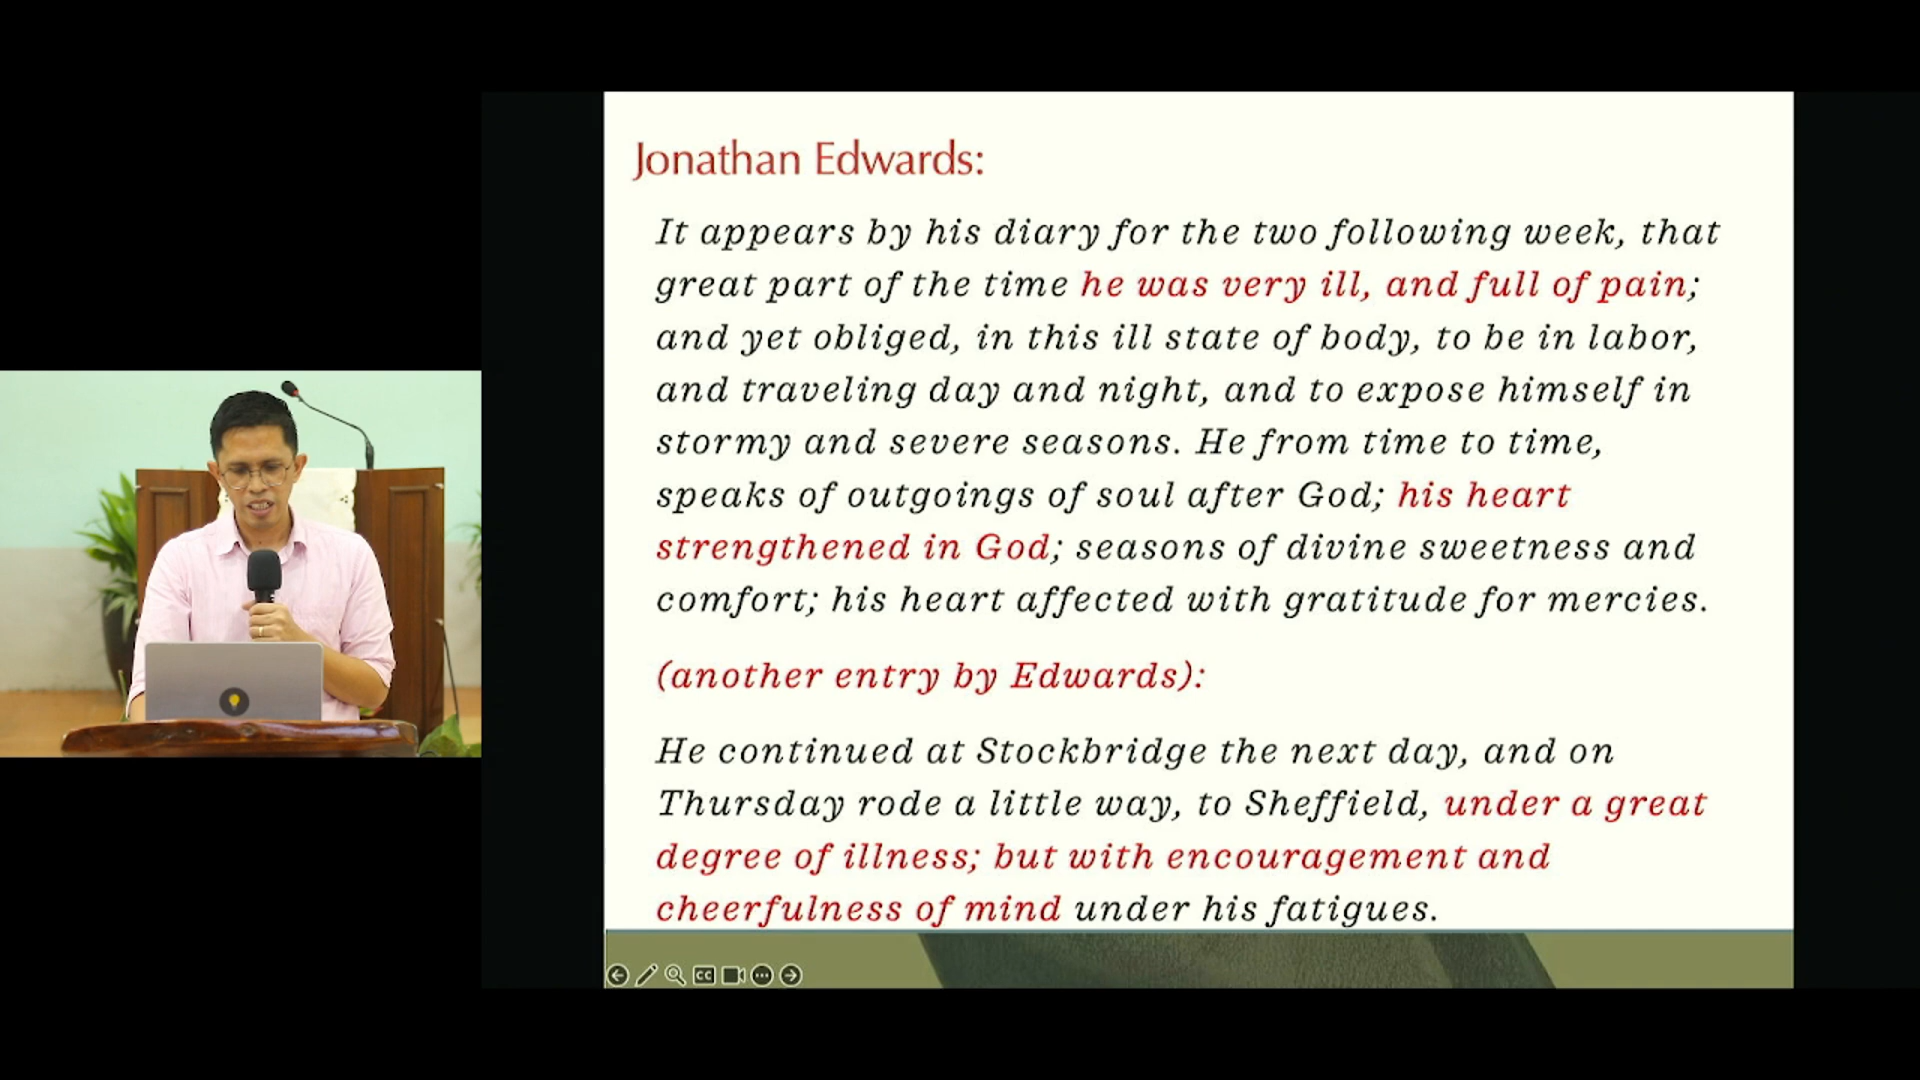 Jonathan Edwards:
It appears by his diary for the two following week, that
great part of the time he was very ill, and full of pain;
and yet obliged, in this ill state of body, to be in labor,
and traveling day and night, and to expose himself in
stormy and severe seasons. He from time to time,
speaks of outgoings of soul after God; his heart
strengthened in God; seasons of divine sweetness and
comfort; his heart affected with gratitude for mercies.
(another entry by Edwards):
He continued at Stockbridge the next day, and on
Thursday rode a little way, to Sheffield, under a great
degree of illness; but with encouragement and
cheerfulness of mind under his fatigues.
CC